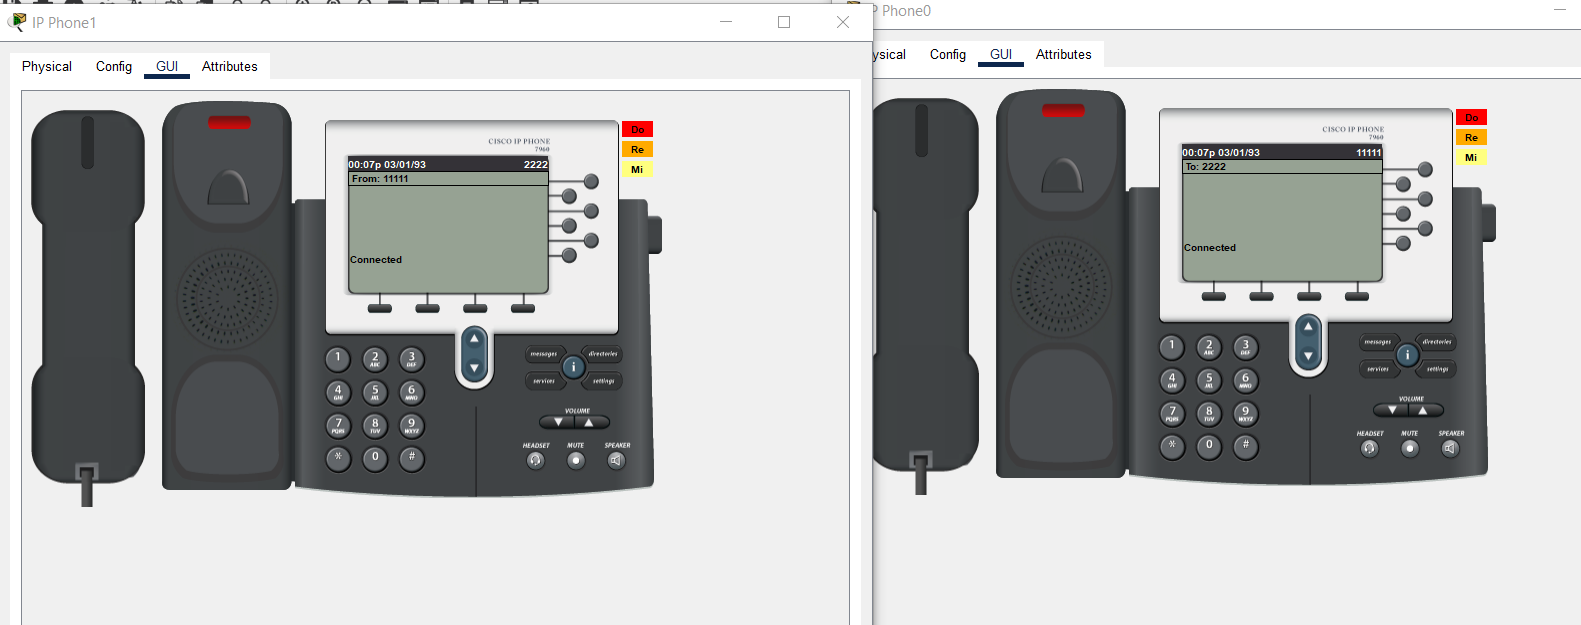 IP Phone1
Physical Config GUI Attributes
CISCO IP PHONE
7960
00:07p 03/01/93 2222
From: 11111
Connected
Do
Re
Mi
1
2 ABC
3 DEF
4 GHI
5 JKL
6 MNO
7 PQRS
8 TUV
9 WXYZ
*
0
#
messages
directories
i
services
settings
VOLUME
HEADSET MUTE SPEAKER
P Phone0
ysical Config GUI Attributes
CISCO IP PHONE
7960
00:07p 03/01/93 11111
To: 2222
Connected
Do
Re
Mi
1
2 ABC
3 DEF
4 GHI
5 JKL
6 MNO
7 PQRS
8 TUV
9 WXYZ
*
0
#
messages
directories
i
services
settings
VOLUME
HEADSET MUTE SPEAKER